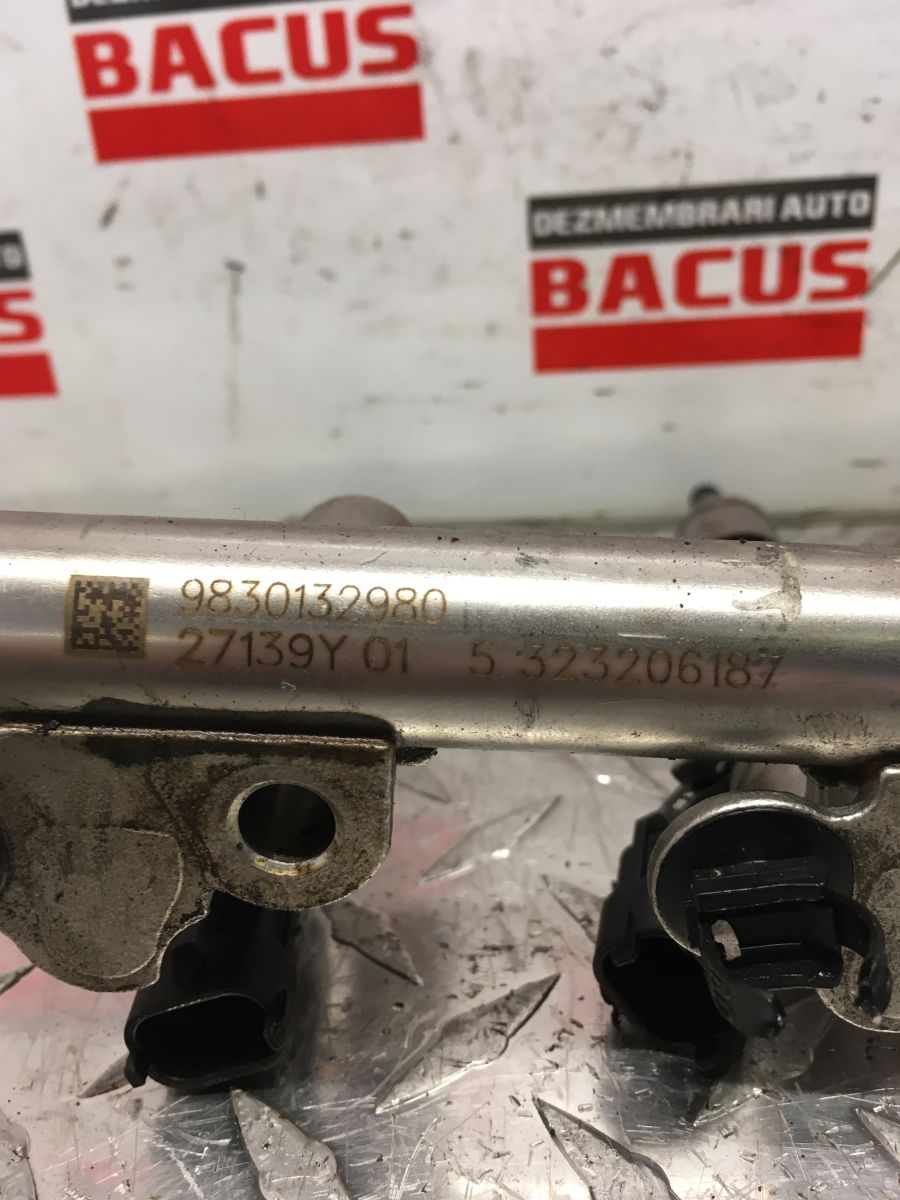 BACUS
DEZMEMBRARI AUTO
BACUS
9830132980
27139Y 01 5 323206187